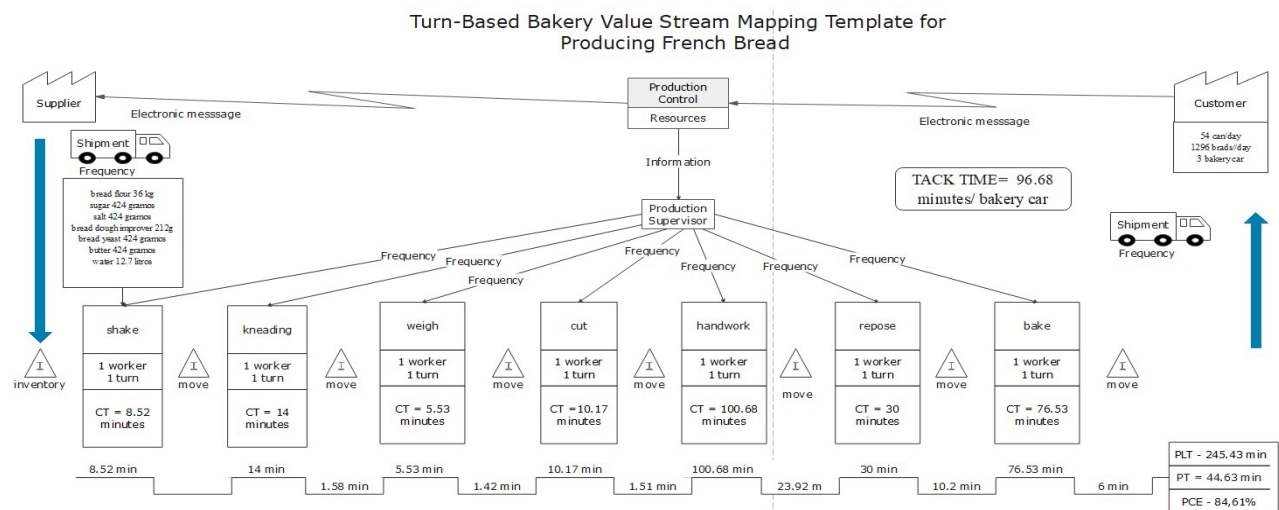 Turn-Based Bakery Value Stream Mapping Template for
Producing French Bread
Supplier
Electronic messsage
Production
Control
Resources
Electronic messsage
Customer
54 can/day
1296 brads//day
3 bakery car
Shipment
Frequency
bread flour 36 kg
sugar 424 gramos
salt 424 gramos
bread dough improver 212g
bread yeast 424 gramos
butter 424 gramos
water 12.7 litros
Information
TACK TIME= 96.68
minutes/ bakery car
Production
Supervisor
Shipment
Frequency
Frequency
Frequency
Frequency
Frequency
Frequency
Frequency
Frequency
shake
1 worker
1 turn
CT = 8.52
minutes
kneading
1 worker
1 turn
CT = 14
minutes
weigh
1 worker
1 turn
CT = 5.53
minutes
cut
1 worker
1 turn
CT =10.17
minutes
handwork
1 worker
1 turn
CT = 100.68
minutes
repose
1 worker
1 turn
CT = 30
minutes
bake
1 worker
1 turn
CT = 76.53
minutes
I
inventory
I
move
I
move
I
move
I
move
I
move
I
move
I
move
8.52 min
14 min
1.58 min
5.53 min
1.42 min
10.17 min
1.51 min
100.68 min
23.92 m
30 min
10.2 min
76.53 min
6 min
PLT - 245.43 min
PT = 44.63 min
PCE - 84,61%